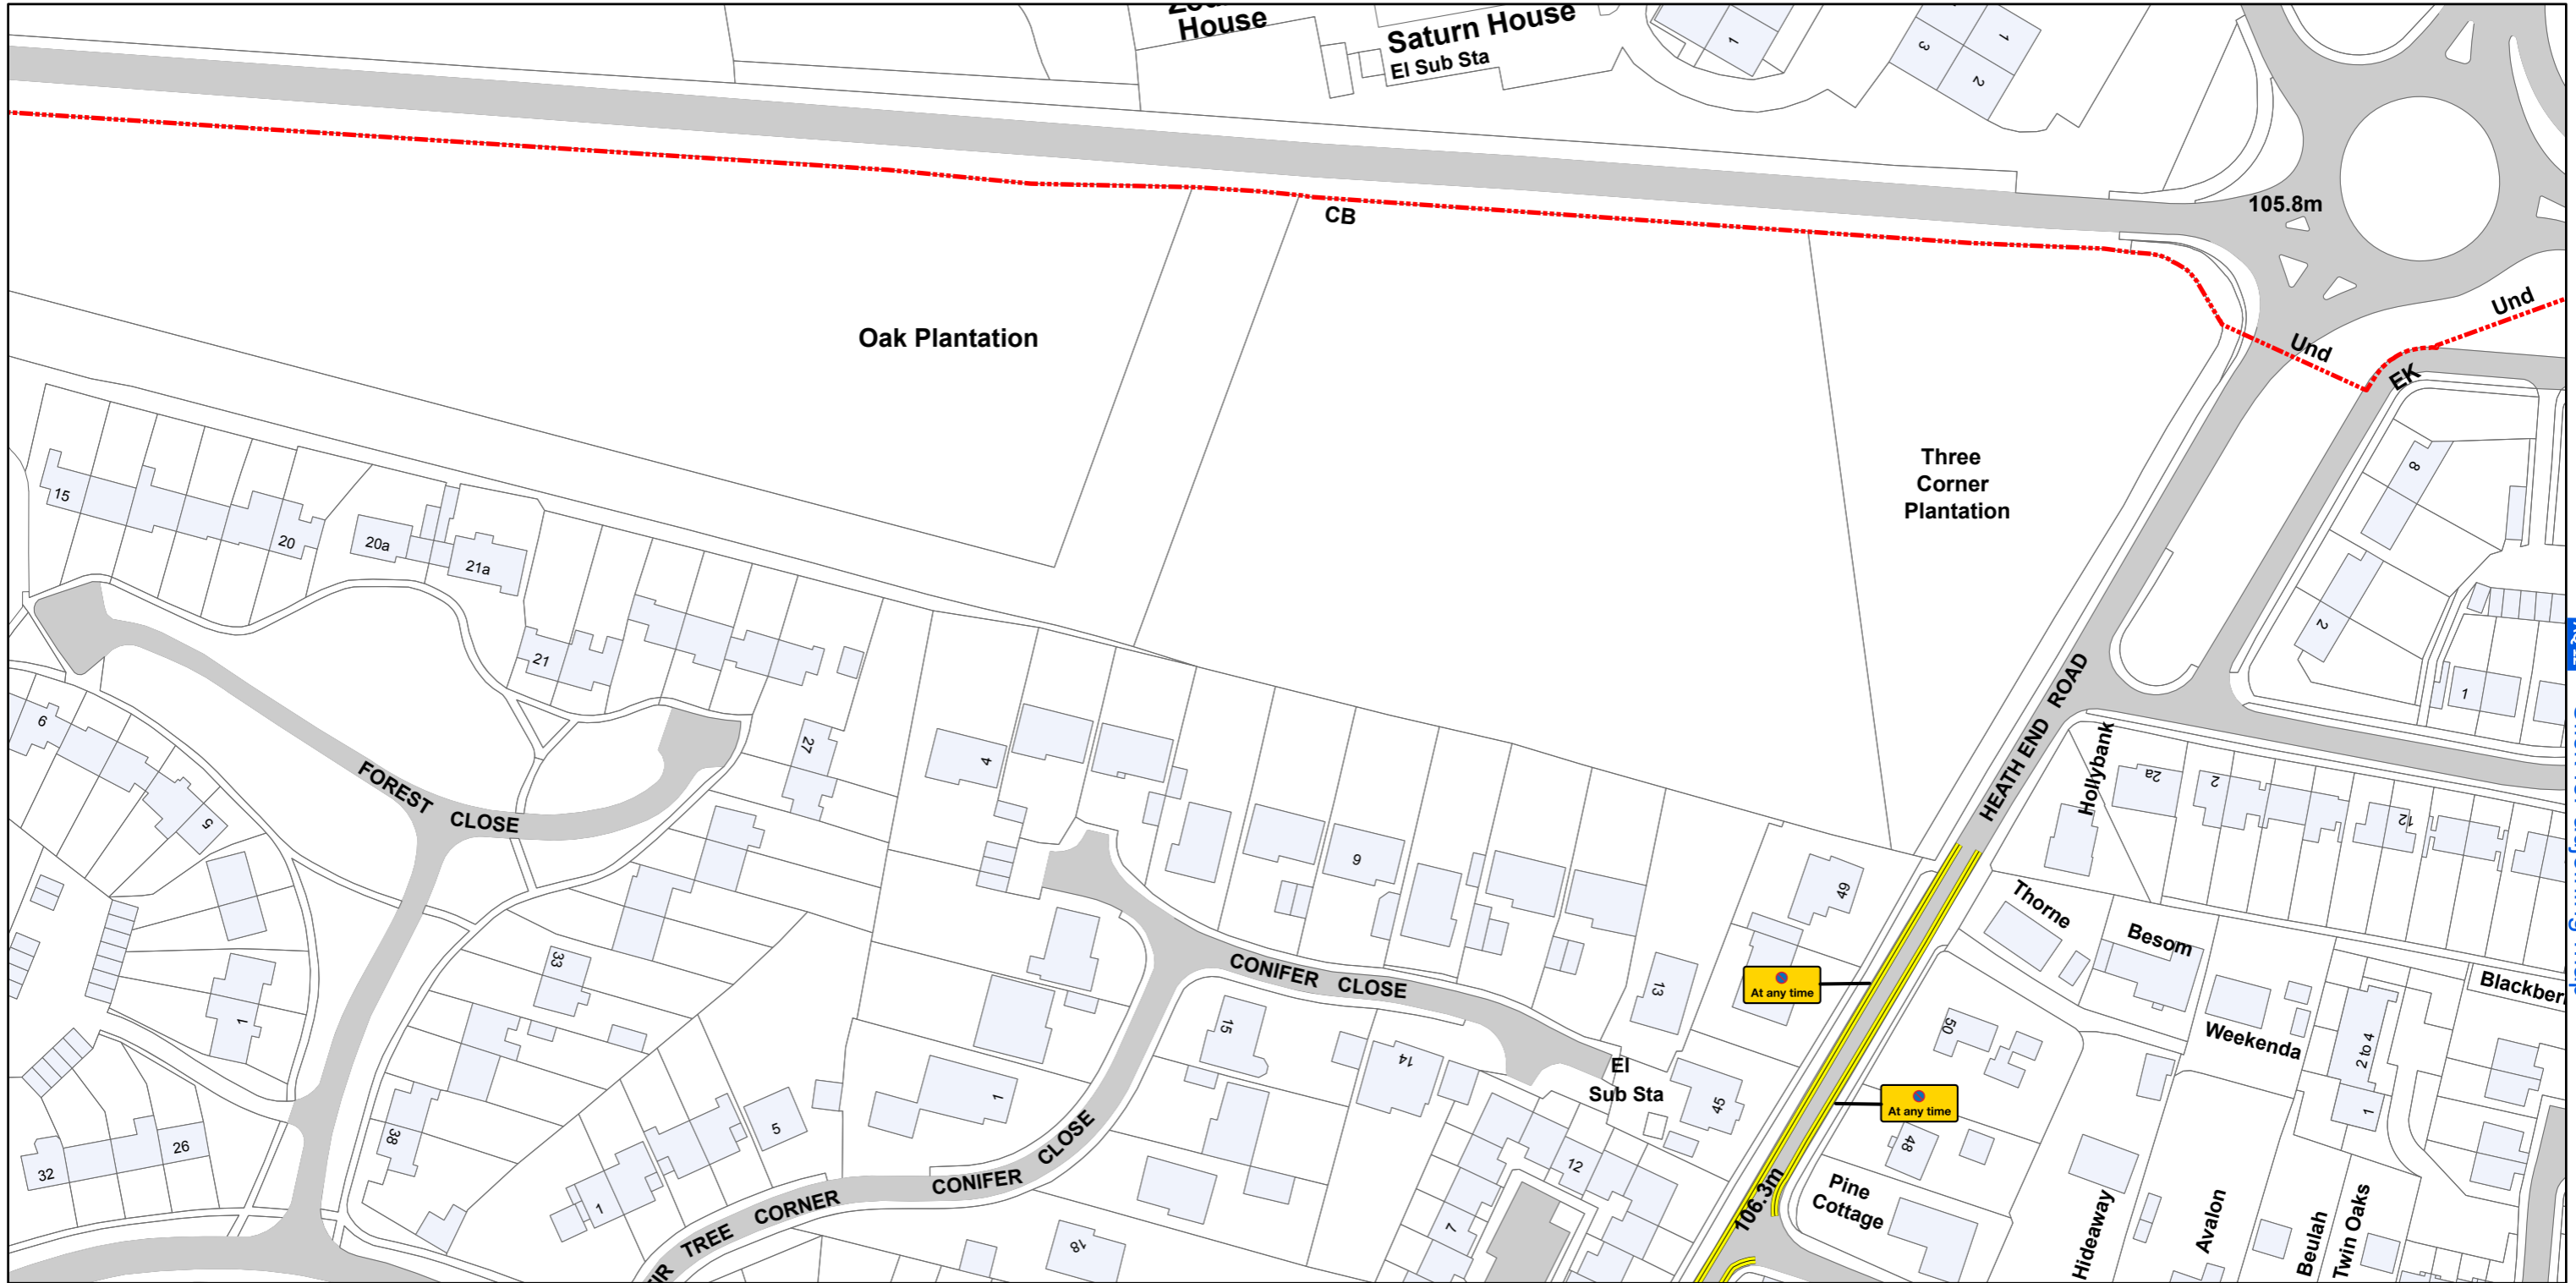 House
Saturn House
El Sub Sta
1
3
1
2
105.8m
CB
Und
Und
EK
Oak Plantation
Three
Corner
Plantation
8
2
1
15
20
20a
21a
21
27
4
9
6
5
FOREST CLOSE
HEATH END ROAD
Hollybank
2a
2
12
Thorne
Besom
Weekenda
2 to 4
1
49
At any time
13
CONIFER CLOSE
33
1
38
32
26
1
5
1
15
14
El
Sub Sta
45
50
At any time
48
12
7
18
CONIFER CLOSE
TREE CORNER
106.3m
Pine
Cottage
Hideaway
Avalon
Beulah
Twin Oaks